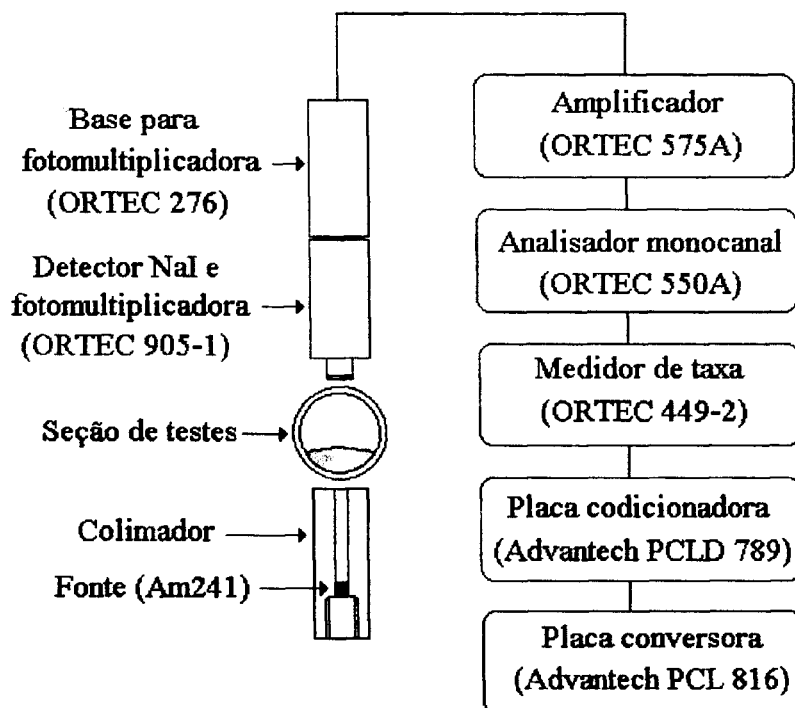 Base para
fotomultiplicadora
(ORTEC 276)
Detector NaI e
fotomultiplicadora
(ORTEC 905-1)
Seção de testes
Colimador
Fonte (Am241)
Amplificador
(ORTEC 575A)
Analisador monocanal
(ORTEC 550A)
Medidor de taxa
(ORTEC 449-2)
Placa codicionadora
(Advantech PCLD 789)
Placa conversora
(Advantech PCL 816)